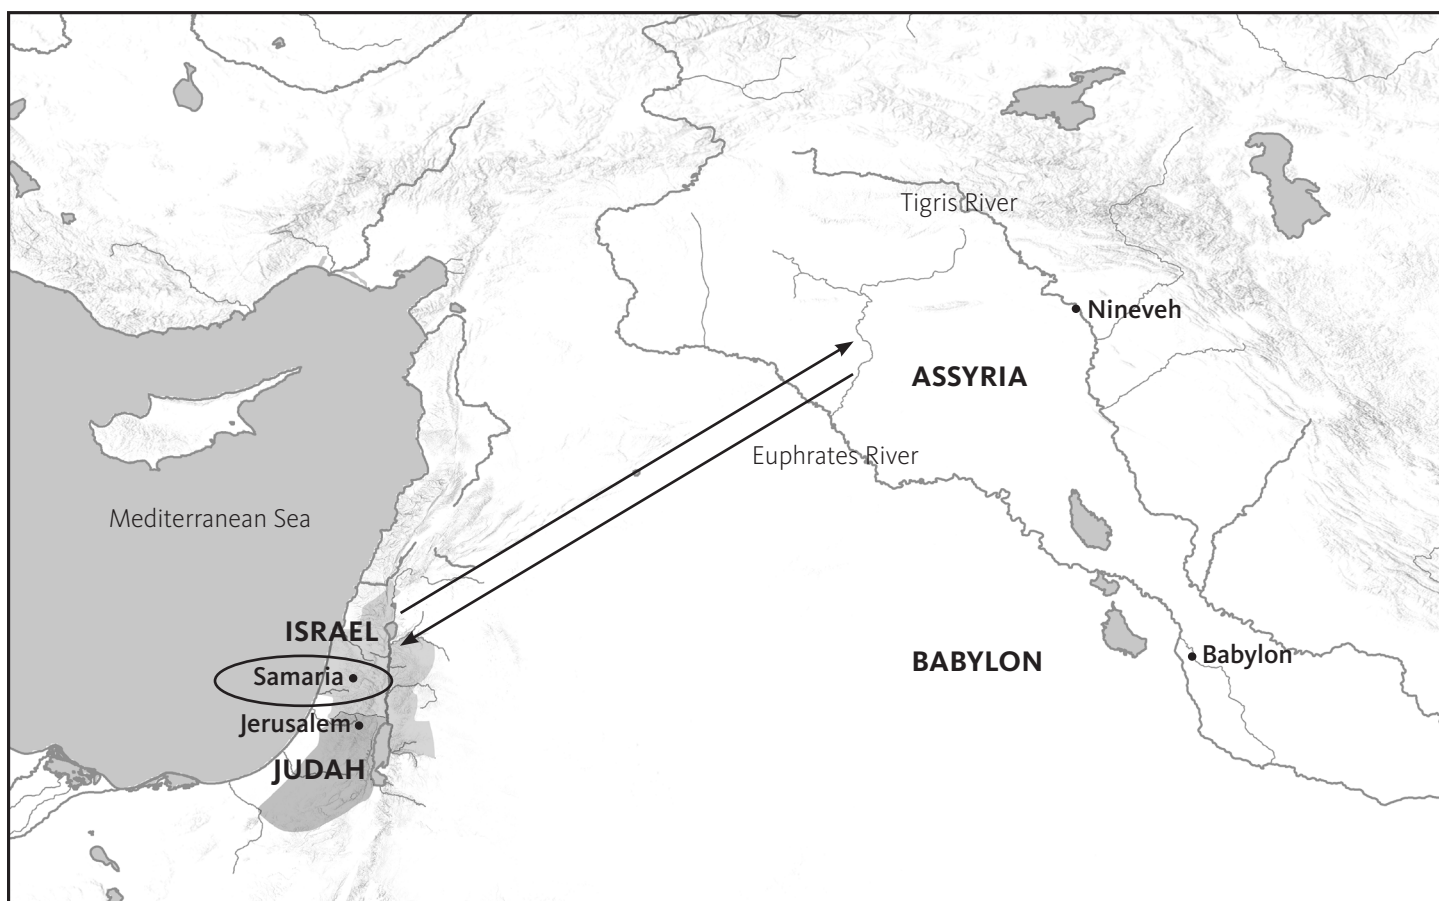 Tigris River
Nineveh
ASSYRIA
Euphrates River
Mediterranean Sea
ISRAEL
Samaria
BABYLON
Babylon
Jerusalem
JUDAH